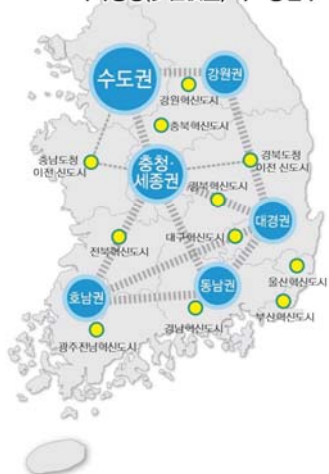 수도권
강원권
강원혁신도시
충북혁신도시
충남도청
이전 신도시
충청·
세종권
경북도청
이전 신도시
경북혁신도시
대경권
전북혁신도시
대구혁신도시
울산혁신도시
호남권
동남권
부산혁신도시
경남혁신도시
광주전남혁신도시